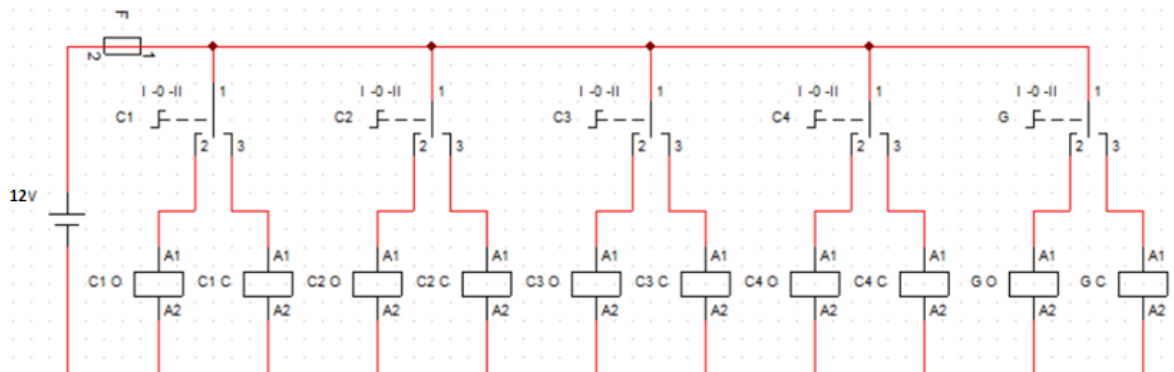 F
2 1
I -0 -II 1 I -0 -II 1 I -0 -II 1 I -0 -II 1 I -0 -II 1
C1 C2 C3 C4 G
2 3 2 3 2 3 2 3 2 3
12V
A1 A1 A1 A1 A1 A1 A1 A1 A1 A1
C1 O C1 C C2 O C2 C C3 O C3 C C4 O C4 C G O G C
A2 A2 A2 A2 A2 A2 A2 A2 A2 A2